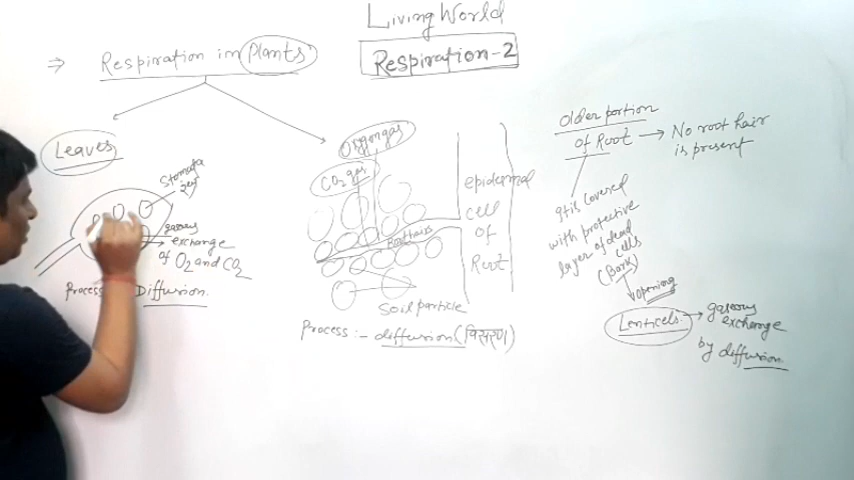 Living World
Respiration-2
⇒ Respiration in Plants
Leaves
Stomata
gaseous
exchange
of O2 and CO2
Process
Diffusion
Oxygen gas
CO2 gas
Root hairs
epidermal
cell
of
Root
soil particle
Process :- diffusion (विसरण)
Older portion
of Root → No root hair
is present
It is covered
with protective
layer of dead
cells
(Bark)
opening
Lenticels → gaseous
exchange
by diffusion